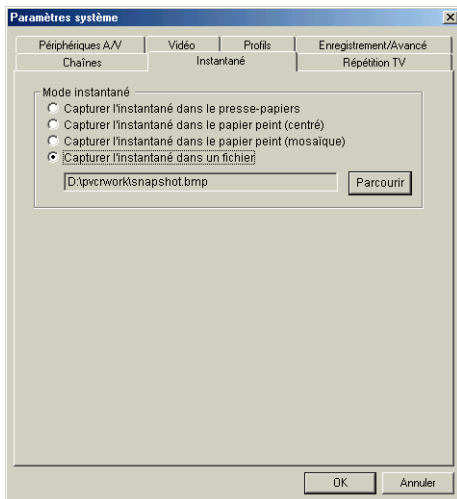 Paramètres système
Périphériques A/V Vidéo Profils Enregistrement/Avancé
Chaînes Instantané Répétition TV
Mode instantané
Capturer l'instantané dans le presse-papiers
Capturer l'instantané dans le papier peint (centré)
Capturer l'instantané dans le papier peint (mosaïque)
Capturer l'instantané dans un fichier
D:\pvcrwork\snapshot.bmp Parcourir
OK Annuler